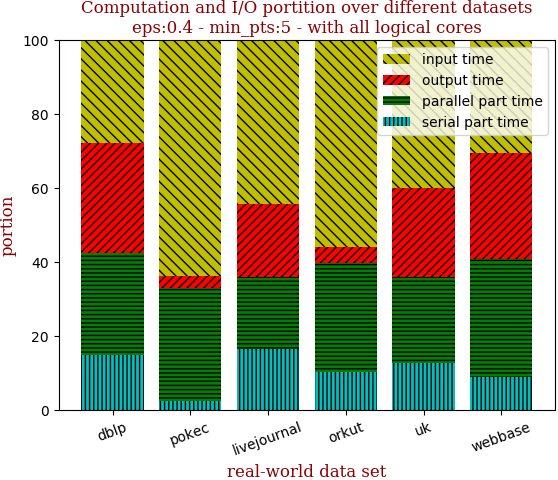 Computation and I/O portition over different datasets
eps:0.4 - min_pts:5 - with all logical cores
100
80
60
40
20
0
portion
input time
output time
parallel part time
serial part time
dblp
pokec
livejournal
orkut
uk
webbase
real-world data set